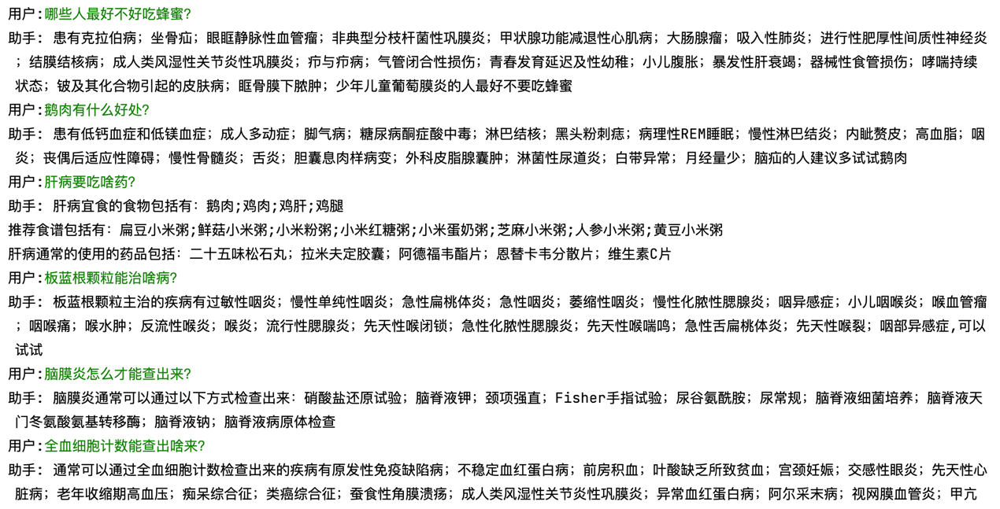 用户:哪些人最好不好吃蜂蜜?
助手: 患有克拉伯病; 坐骨疝; 眼眶静脉性血管瘤; 非典型分枝杆菌性巩膜炎; 甲状腺功能减退性心肌病; 大肠腺瘤; 吸入性肺炎; 进行性肥厚性间质性神经炎
; 结膜结核病; 成人类风湿性关节炎性巩膜炎; 疖与疖病; 气管闭合性损伤; 青春发育延迟及性幼稚; 小儿腹胀; 暴发性肝衰竭; 器械性食管损伤; 哮喘持续
状态; 铍及其化合物引起的皮肤病; 眶骨膜下脓肿; 少年儿童葡萄膜炎的人最好不要吃蜂蜜
用户:鹅肉有什么好处?
助手: 患有低钙血症和低镁血症; 成人多动症; 脚气病; 糖尿病酮症酸中毒; 淋巴结核; 黑头粉刺痣; 病理性REM睡眠; 慢性淋巴结炎; 内眦赘皮; 高血脂; 咽
炎; 丧偶后适应性障碍; 慢性骨髓炎; 舌炎; 胆囊息肉样病变; 外科皮脂腺囊肿; 淋菌性尿道炎; 白带异常; 月经量少; 脑疝的人建议多试试鹅肉
用户:肝病要吃啥药?
助手: 肝病宜食的食物包括有: 鹅肉;鸡肉;鸡肝;鸡腿
推荐食谱包括有: 扁豆小米粥;鲜菇小米粥;小米粉粥;小米红糖粥;小米蛋奶粥;芝麻小米粥;人参小米粥;黄豆小米粥
肝病通常的使用的药品包括: 二十五味松石丸; 拉米夫定胶囊; 阿德福韦酯片; 恩替卡韦分散片; 维生素C片
用户:板蓝根颗粒能治啥病?
助手: 板蓝根颗粒主治的疾病有过敏性咽炎; 慢性单纯性咽炎; 急性扁桃体炎; 急性咽炎; 萎缩性咽炎; 慢性化脓性腮腺炎; 咽异感症; 小儿咽喉炎; 喉血管瘤
; 咽喉痛; 喉水肿; 反流性喉炎; 喉炎; 流行性腮腺炎; 先天性喉闭锁; 急性化脓性腮腺炎; 先天性喉喘鸣; 急性舌扁桃体炎; 先天性喉裂; 咽部异感症,可以
试试
用户:脑膜炎怎么才能查出来?
助手: 脑膜炎通常可以通过以下方式检查出来: 硝酸盐还原试验; 脑脊液钾; 颈项强直; Fisher手指试验; 尿谷氨酰胺; 尿常规; 脑脊液细菌培养; 脑脊液天
门冬氨酸氨基转移酶; 脑脊液钠; 脑脊液病原体检查
用户:全血细胞计数能查出啥来?
助手: 通常可以通过全血细胞计数检查出来的疾病有原发性免疫缺陷病; 不稳定血红蛋白病; 前房积血; 叶酸缺乏所致贫血; 宫颈妊娠; 交感性眼炎; 先天性心
脏病; 老年收缩期高血压; 痴呆综合征; 类癌综合征; 蚕食性角膜溃疡; 成人类风湿性关节炎性巩膜炎; 异常血红蛋白病; 阿尔采末病; 视网膜血管炎; 甲亢